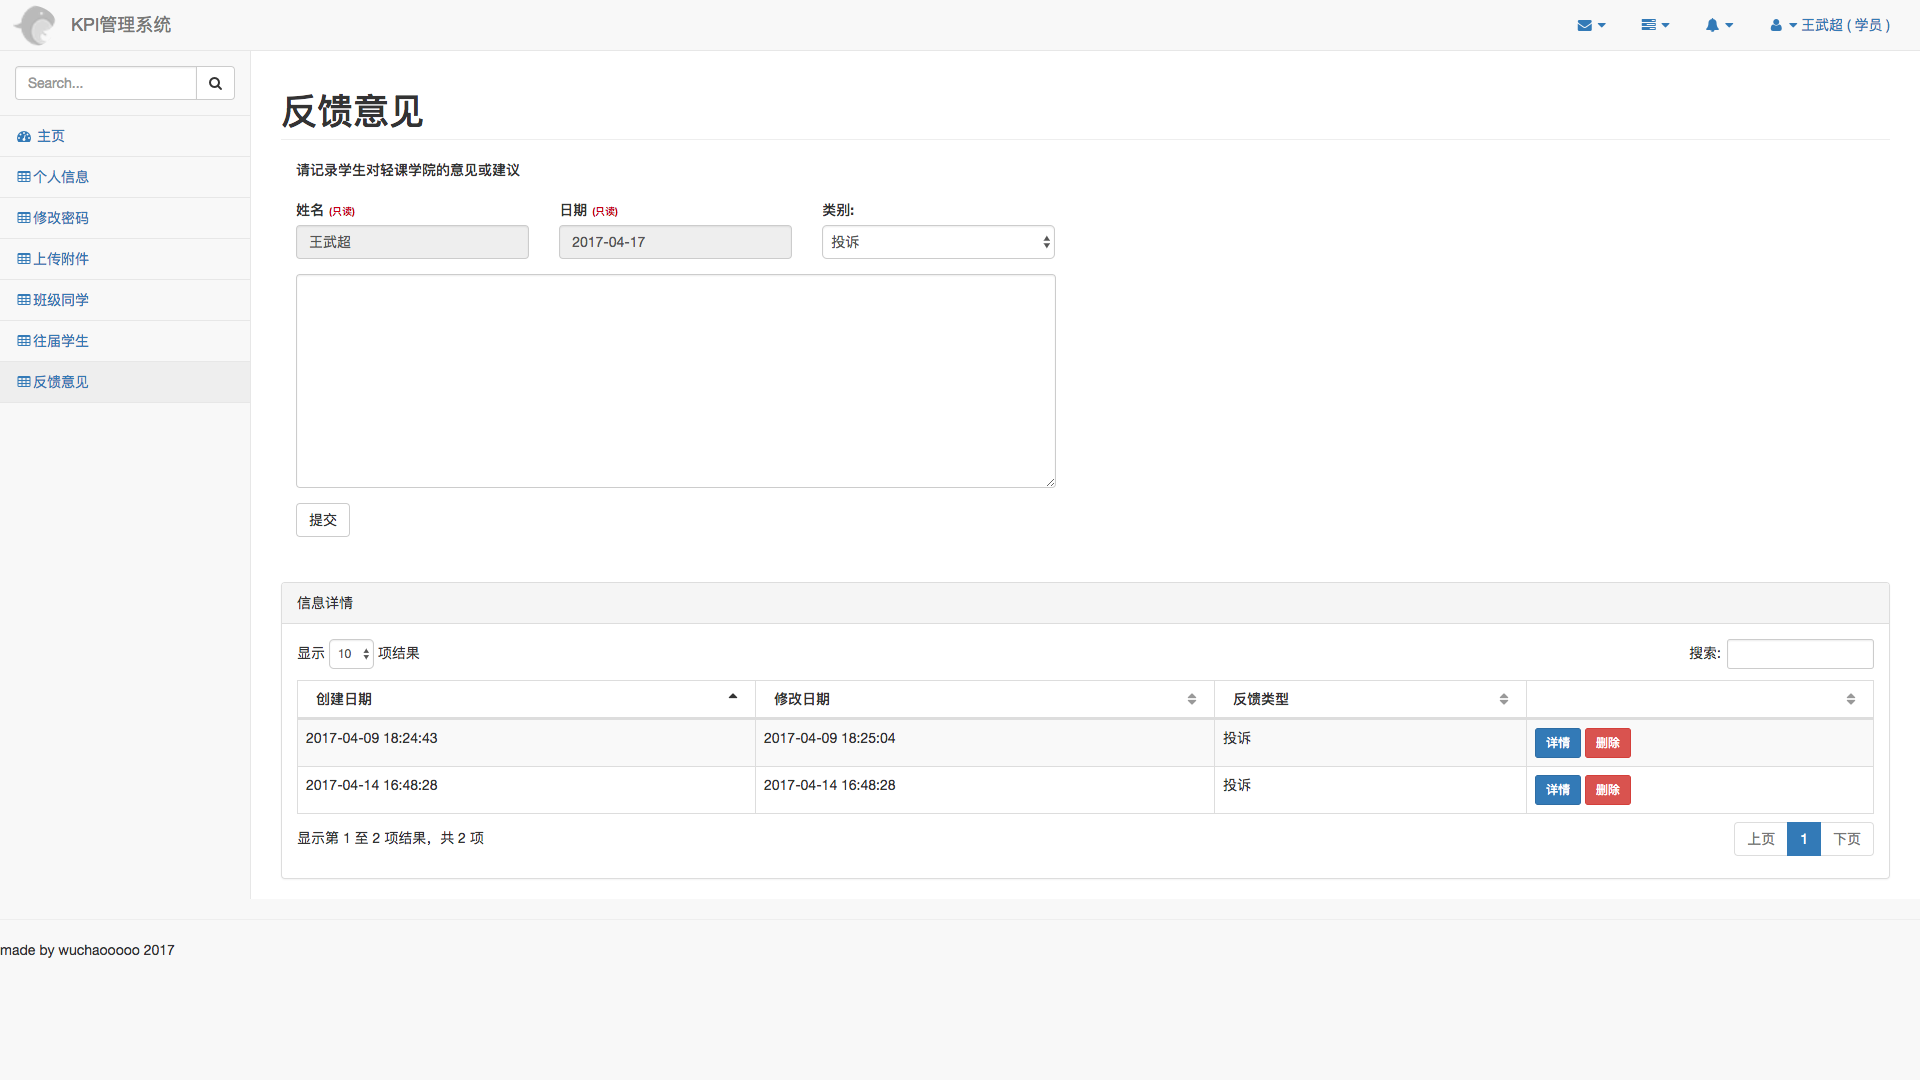 KPI管理系统
王武超 ( 学员 )
Search...
主页
个人信息
修改密码
上传附件
班级同学
往届学生
反馈意见
反馈意见
请记录学生对轻课学院的意见或建议
姓名 (只读) 日期 (只读) 类别:
王武超 2017-04-17 投诉
提交
信息详情
显示 10 项结果 搜索:
创建日期 修改日期 反馈类型
2017-04-09 18:24:43 2017-04-09 18:25:04 投诉 详情 删除
2017-04-14 16:48:28 2017-04-14 16:48:28 投诉 详情 删除
显示第 1 至 2 项结果，共 2 项 上页 1 下页
made by wuchaooooo 2017